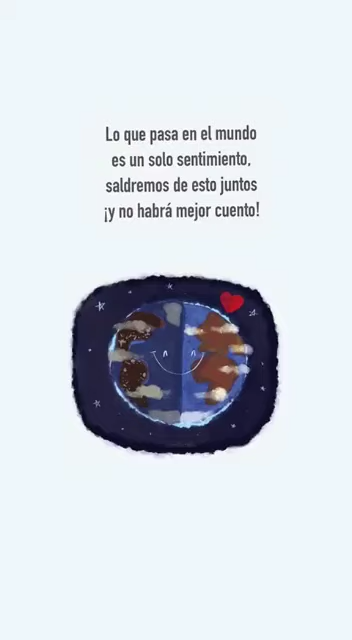 Lo que pasa en el mundo
es un solo sentimiento,
saldremos de esto juntos
¡y no habrá mejor cuento!